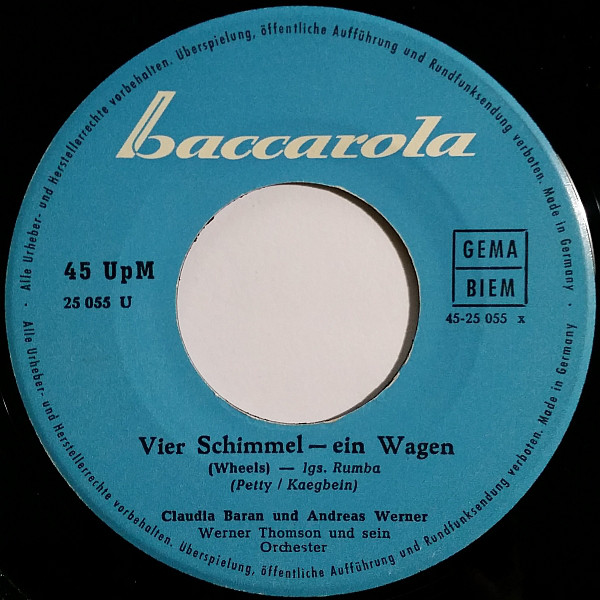 · Alle Urheber- und Herstellerrechte vorbehalten. Überspielung, öffentliche Aufführung und Rundfunksendung verboten. Made in Germany ·
baccarola
45 UpM
25 055 U
GEMA
BIEM
45-25 055 x
Vier Schimmel – ein Wagen
(Wheels) — lgs. Rumba
(Petty / Kaegbein)
Claudia Baran und Andreas Werner
Werner Thomson und sein
Orchester
Alle Urheber- und Herstellerrechte vorbehalten. Überspielung, öffentliche Aufführung und Rundfunksendung verboten. Made in Germany